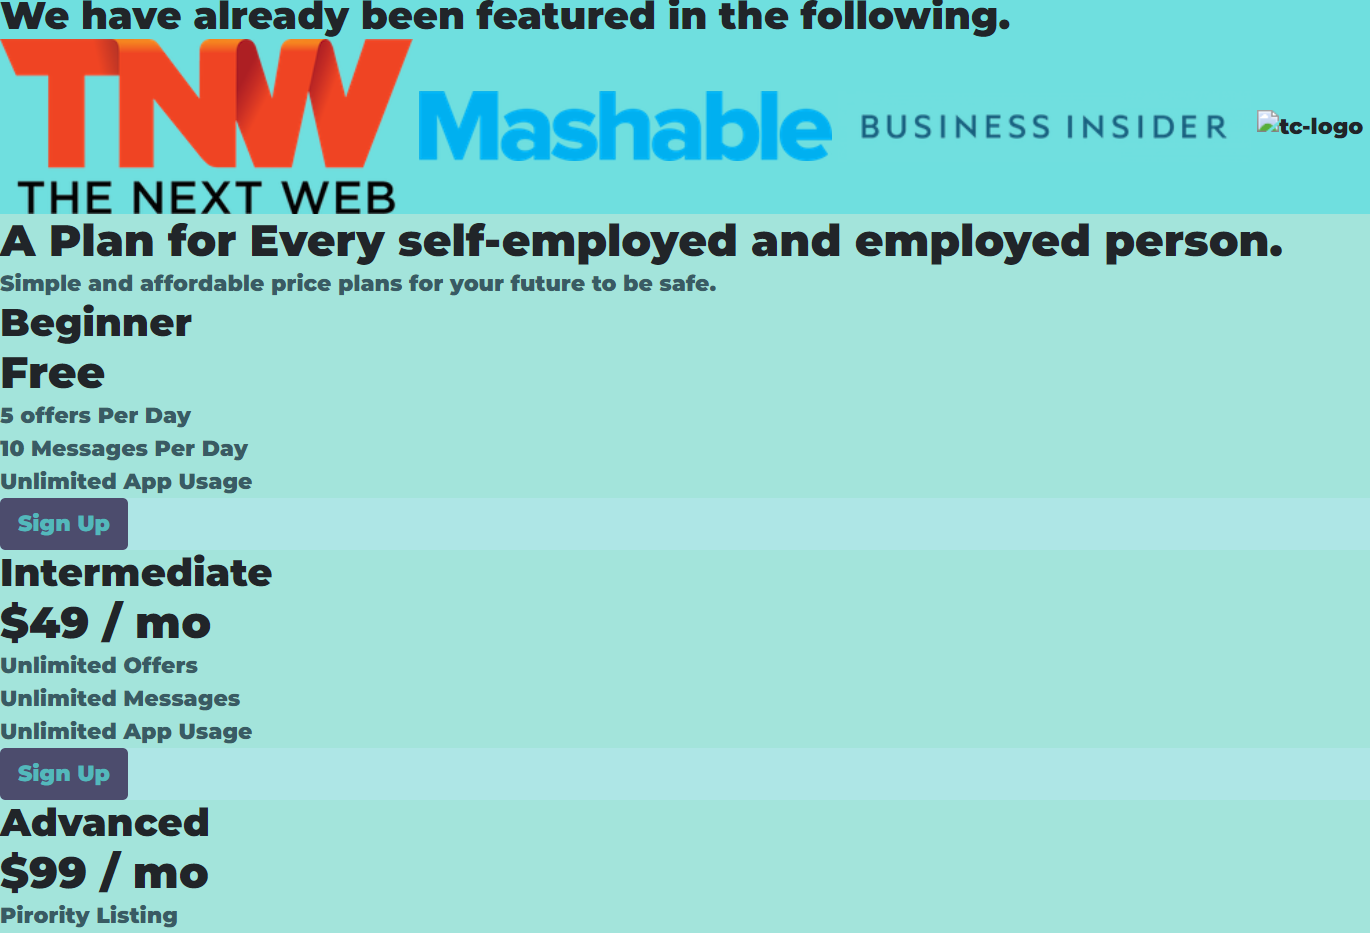 We have already been featured in the following.
TNW
THE NEXT WEB
Mashable
BUSINESS INSIDER
tc-logo
A Plan for Every self-employed and employed person.
Simple and affordable price plans for your future to be safe.
Beginner
Free
5 offers Per Day
10 Messages Per Day
Unlimited App Usage
Sign Up
Intermediate
$49 / mo
Unlimited Offers
Unlimited Messages
Unlimited App Usage
Sign Up
Advanced
$99 / mo
Pirority Listing